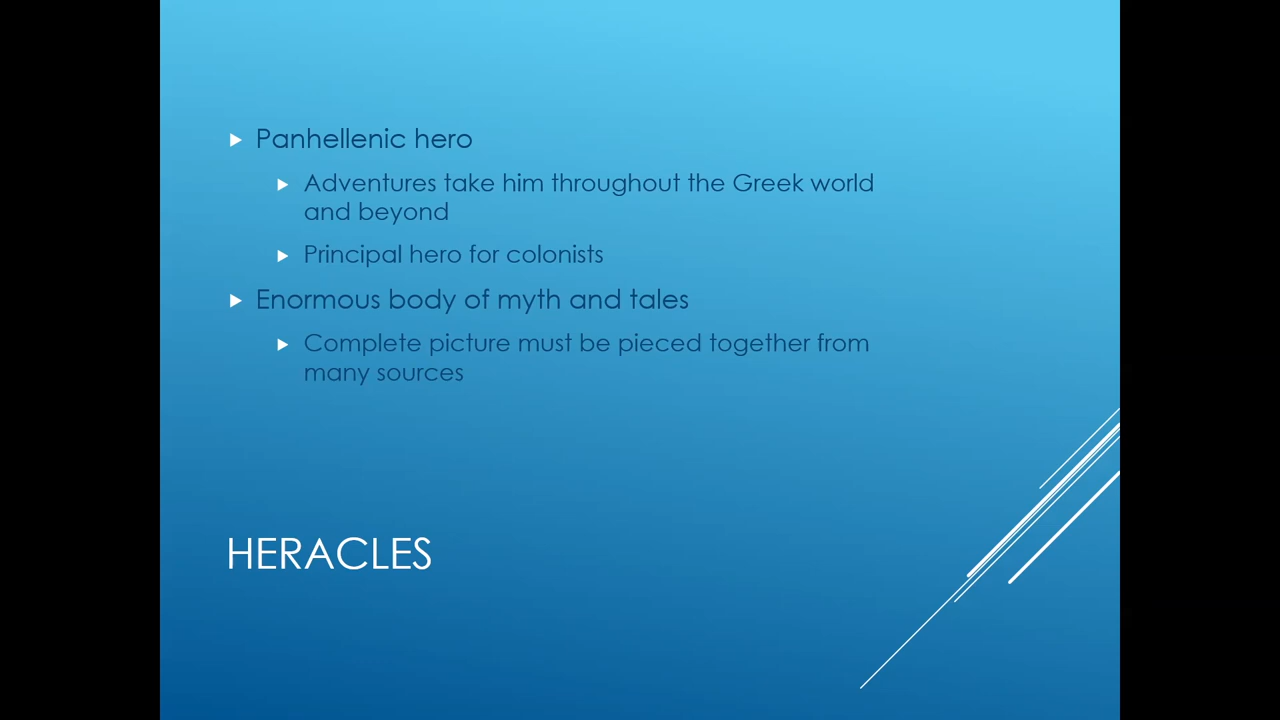 Panhellenic hero
Adventures take him throughout the Greek world
and beyond
Principal hero for colonists
Enormous body of myth and tales
Complete picture must be pieced together from
many sources
HERACLES